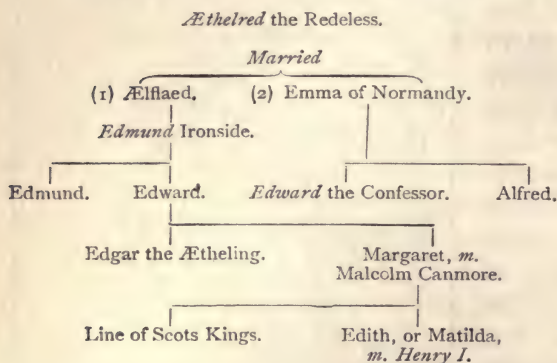 Æthelred the Redeless.
Married
(1) Ælflaed. (2) Emma of Normandy.
Edmund Ironside.
Edmund. Edward. Edward the Confessor. Alfred.
Edgar the Ætheling. Margaret, m.
Malcolm Canmore.
Line of Scots Kings. Edith, or Matilda,
m. Henry I.